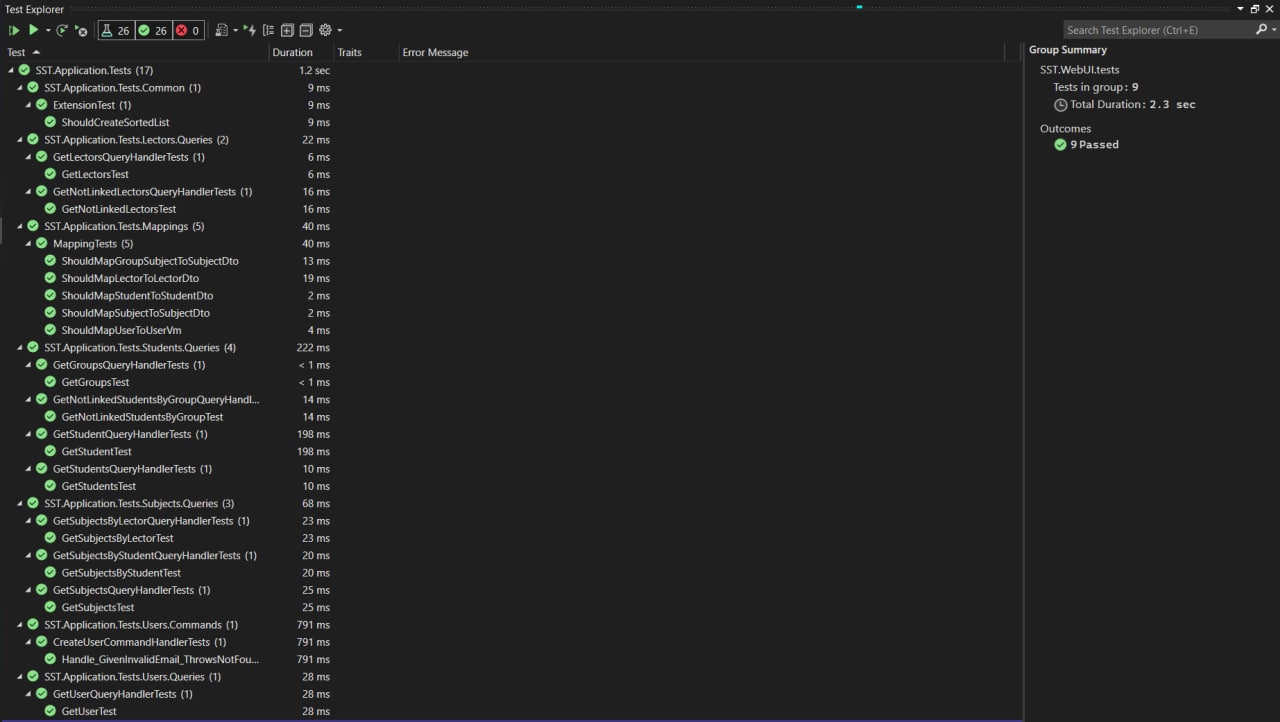 Test Explorer
26 26 0
Search Test Explorer (Ctrl+E)
Test Duration Traits Error Message
SST.Application.Tests (17) 1.2 sec
SST.Application.Tests.Common (1) 9 ms
ExtensionTest (1) 9 ms
ShouldCreateSortedList 9 ms
SST.Application.Tests.Lectors.Queries (2) 22 ms
GetLectorsQueryHandlerTests (1) 6 ms
GetLectorsTest 6 ms
GetNotLinkedLectorsQueryHandlerTests (1) 16 ms
GetNotLinkedLectorsTest 16 ms
SST.Application.Tests.Mappings (5) 40 ms
MappingTests (5) 40 ms
ShouldMapGroupSubjectToSubjectDto 13 ms
ShouldMapLectorToLectorDto 19 ms
ShouldMapStudentToStudentDto 2 ms
ShouldMapSubjectToSubjectDto 2 ms
ShouldMapUserToUserVm 4 ms
SST.Application.Tests.Students.Queries (4) 222 ms
GetGroupsQueryHandlerTests (1) < 1 ms
GetGroupsTest < 1 ms
GetNotLinkedStudentsByGroupQueryHandl... 14 ms
GetNotLinkedStudentsByGroupTest 14 ms
GetStudentQueryHandlerTests (1) 198 ms
GetStudentTest 198 ms
GetStudentsQueryHandlerTests (1) 10 ms
GetStudentsTest 10 ms
SST.Application.Tests.Subjects.Queries (3) 68 ms
GetSubjectsByLectorQueryHandlerTests (1) 23 ms
GetSubjectsByLectorTest 23 ms
GetSubjectsByStudentQueryHandlerTests (1) 20 ms
GetSubjectsByStudentTest 20 ms
GetSubjectsQueryHandlerTests (1) 25 ms
GetSubjectsTest 25 ms
SST.Application.Tests.Users.Commands (1) 791 ms
CreateUserCommandHandlerTests (1) 791 ms
Handle_GivenInvalidEmail_ThrowsNotFou... 791 ms
SST.Application.Tests.Users.Queries (1) 28 ms
GetUserQueryHandlerTests (1) 28 ms
GetUserTest 28 ms
Group Summary
SST.WebUI.tests
Tests in group: 9
Total Duration: 2.3 sec
Outcomes
9 Passed